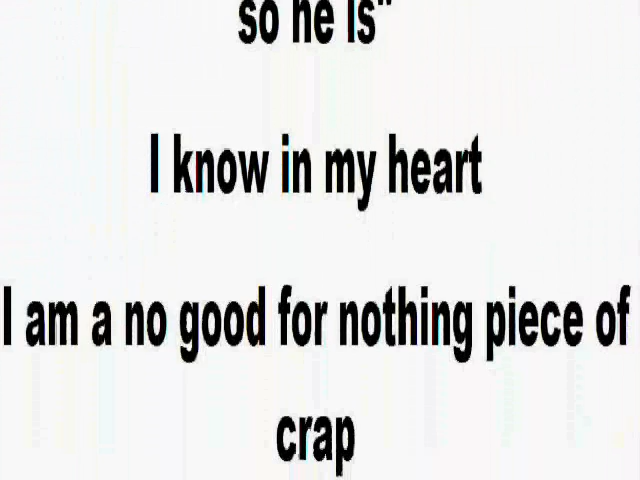 so he is"
I know in my heart
I am a no good for nothing piece of
crap